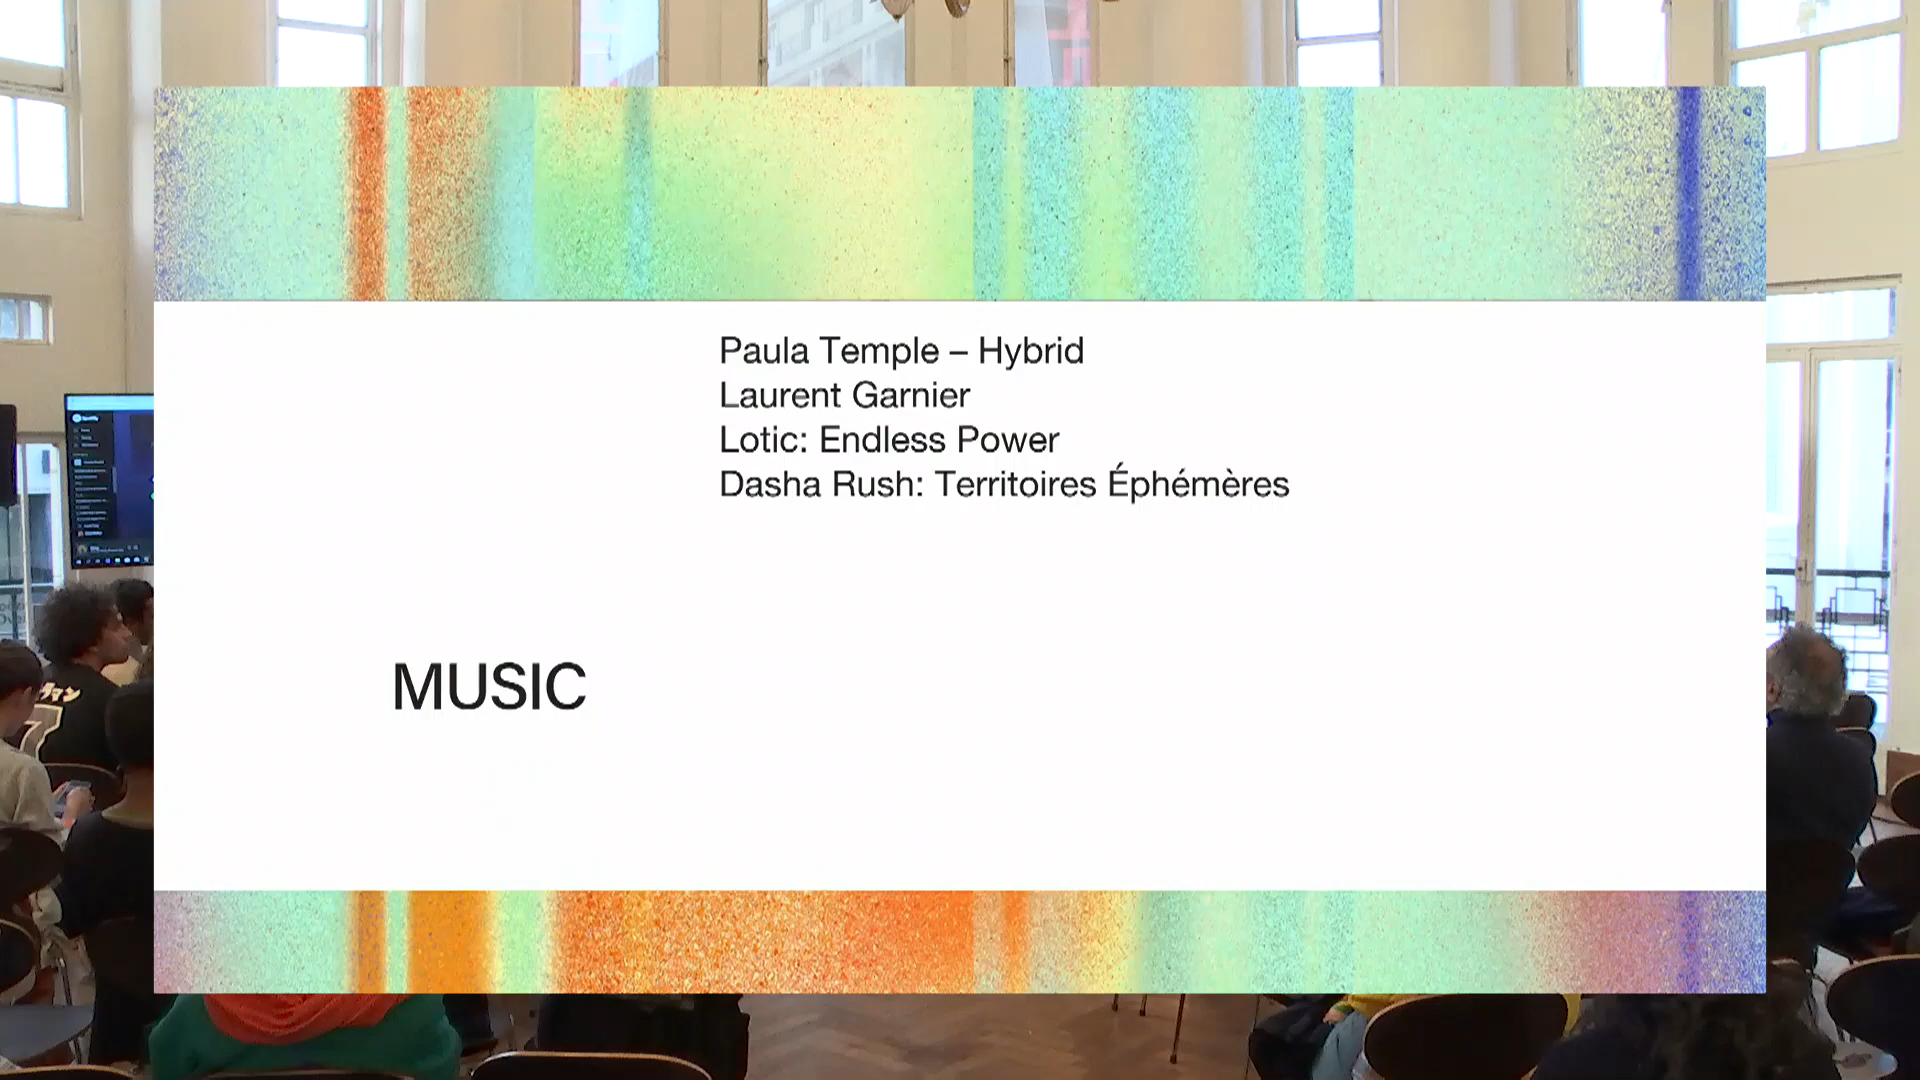 Paula Temple – Hybrid
Laurent Garnier
Lotic: Endless Power
Dasha Rush: Territoires Éphémères
MUSIC